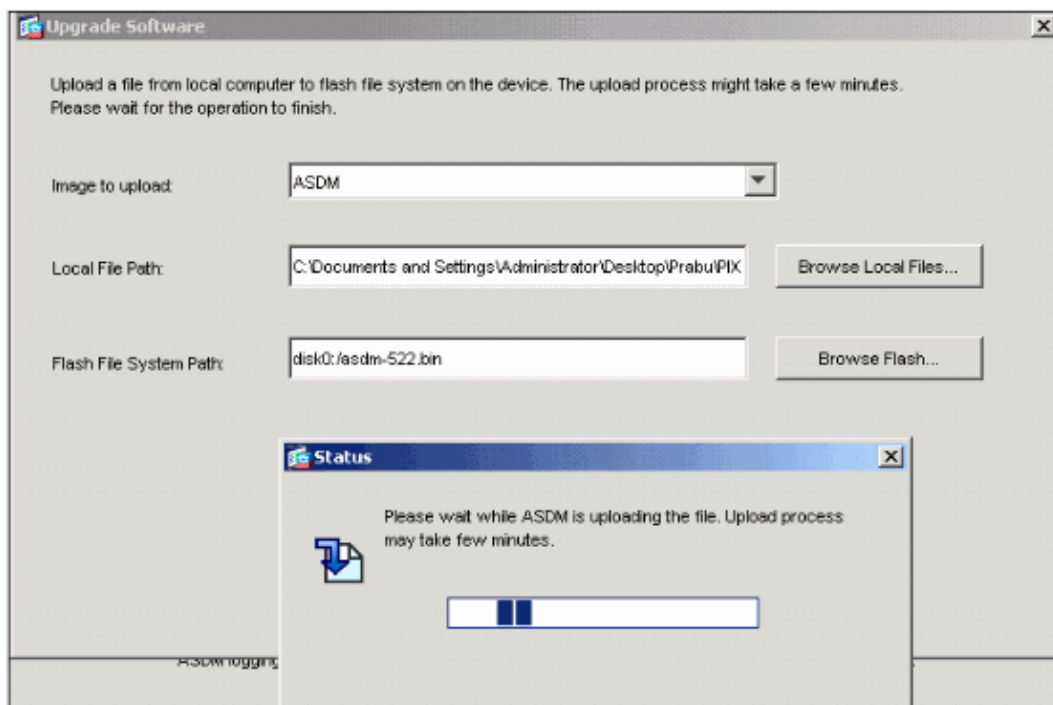 Upgrade Software
Upload a file from local computer to flash file system on the device. The upload process might take a few minutes.
Please wait for the operation to finish.
Image to upload:
ASDM
Local File Path:
C:\Documents and Settings\Administrator\Desktop\Prabu\PIX
Browse Local Files...
Flash File System Path:
disk0:/asdm-522.bin
Browse Flash...
Status
Please wait while ASDM is uploading the file. Upload process
may take few minutes.
ASDM logging